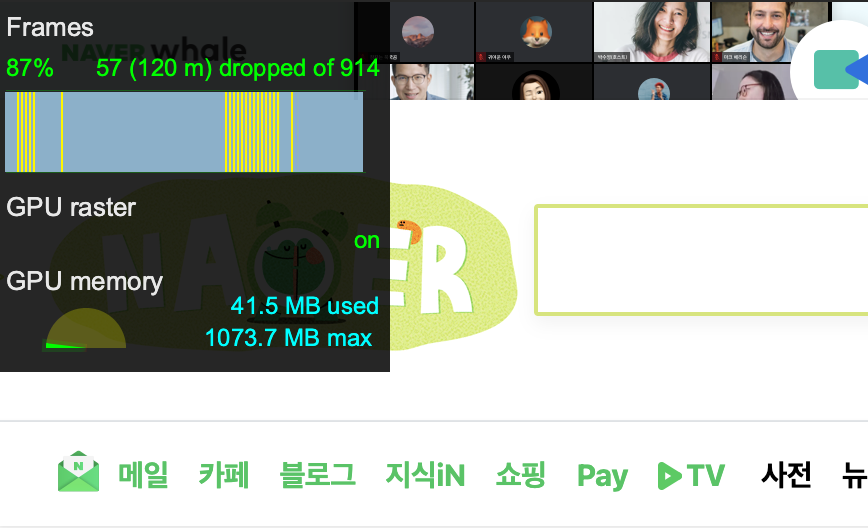 Frames
NAVER whale
87% 57 (120 m) dropped of 914
GPU raster
on
GPU memory
41.5 MB used
1073.7 MB max
NAVER
메일 카페 블로그 지식iN 쇼핑 Pay TV 사전 뉴